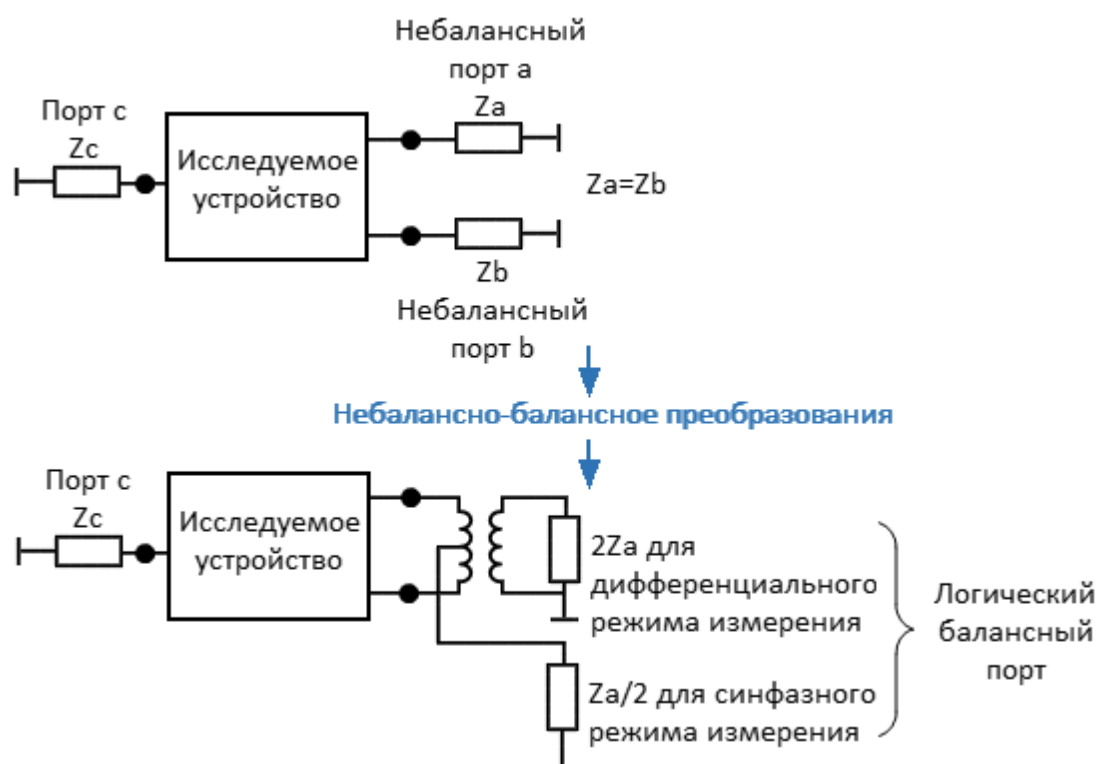 Небалансный
порт a
Za
Порт с
Zc
Исследуемое
устройство
Za=Zb
Zb
Небалансный
порт b
Небалансно-балансное преобразования
Порт с
Zc
Исследуемое
устройство
2Za для
дифференциального
режима измерения
Za/2 для синфазного
режима измерения
Логический
балансный
порт